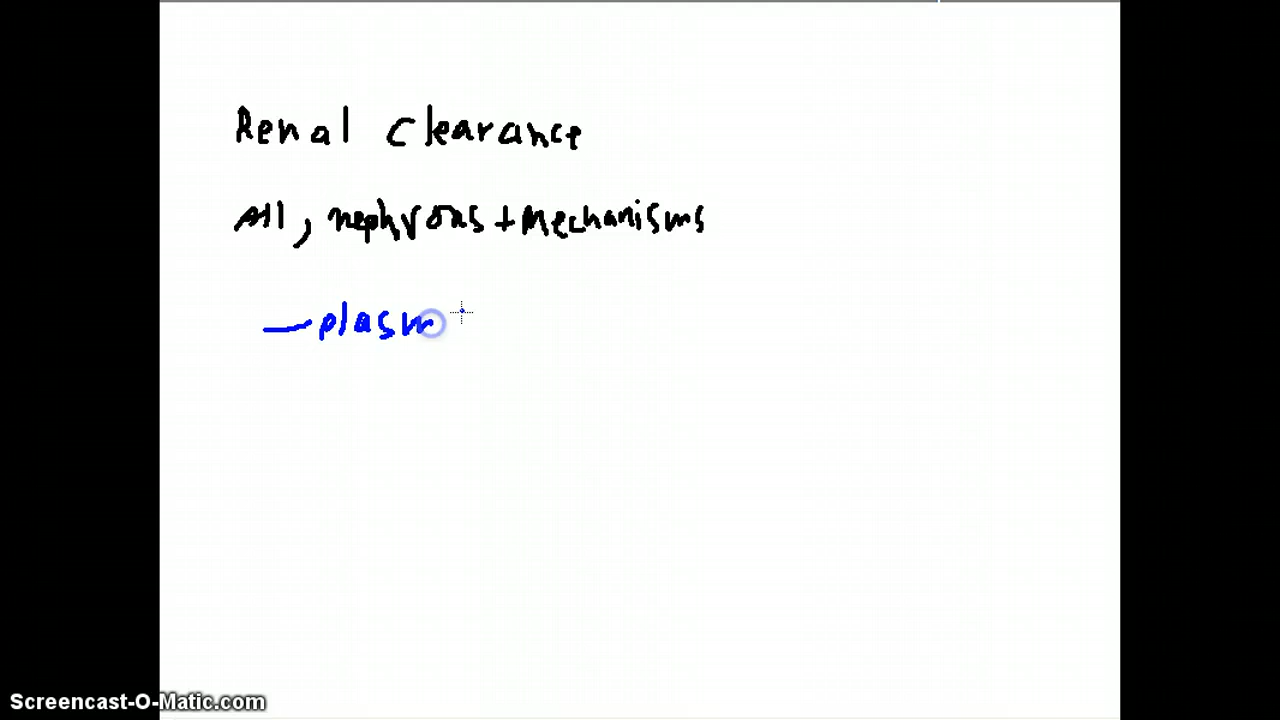 Renal Clearance
All, nephrons + Mechanisms
— plasm
Screencast-O-Matic.com